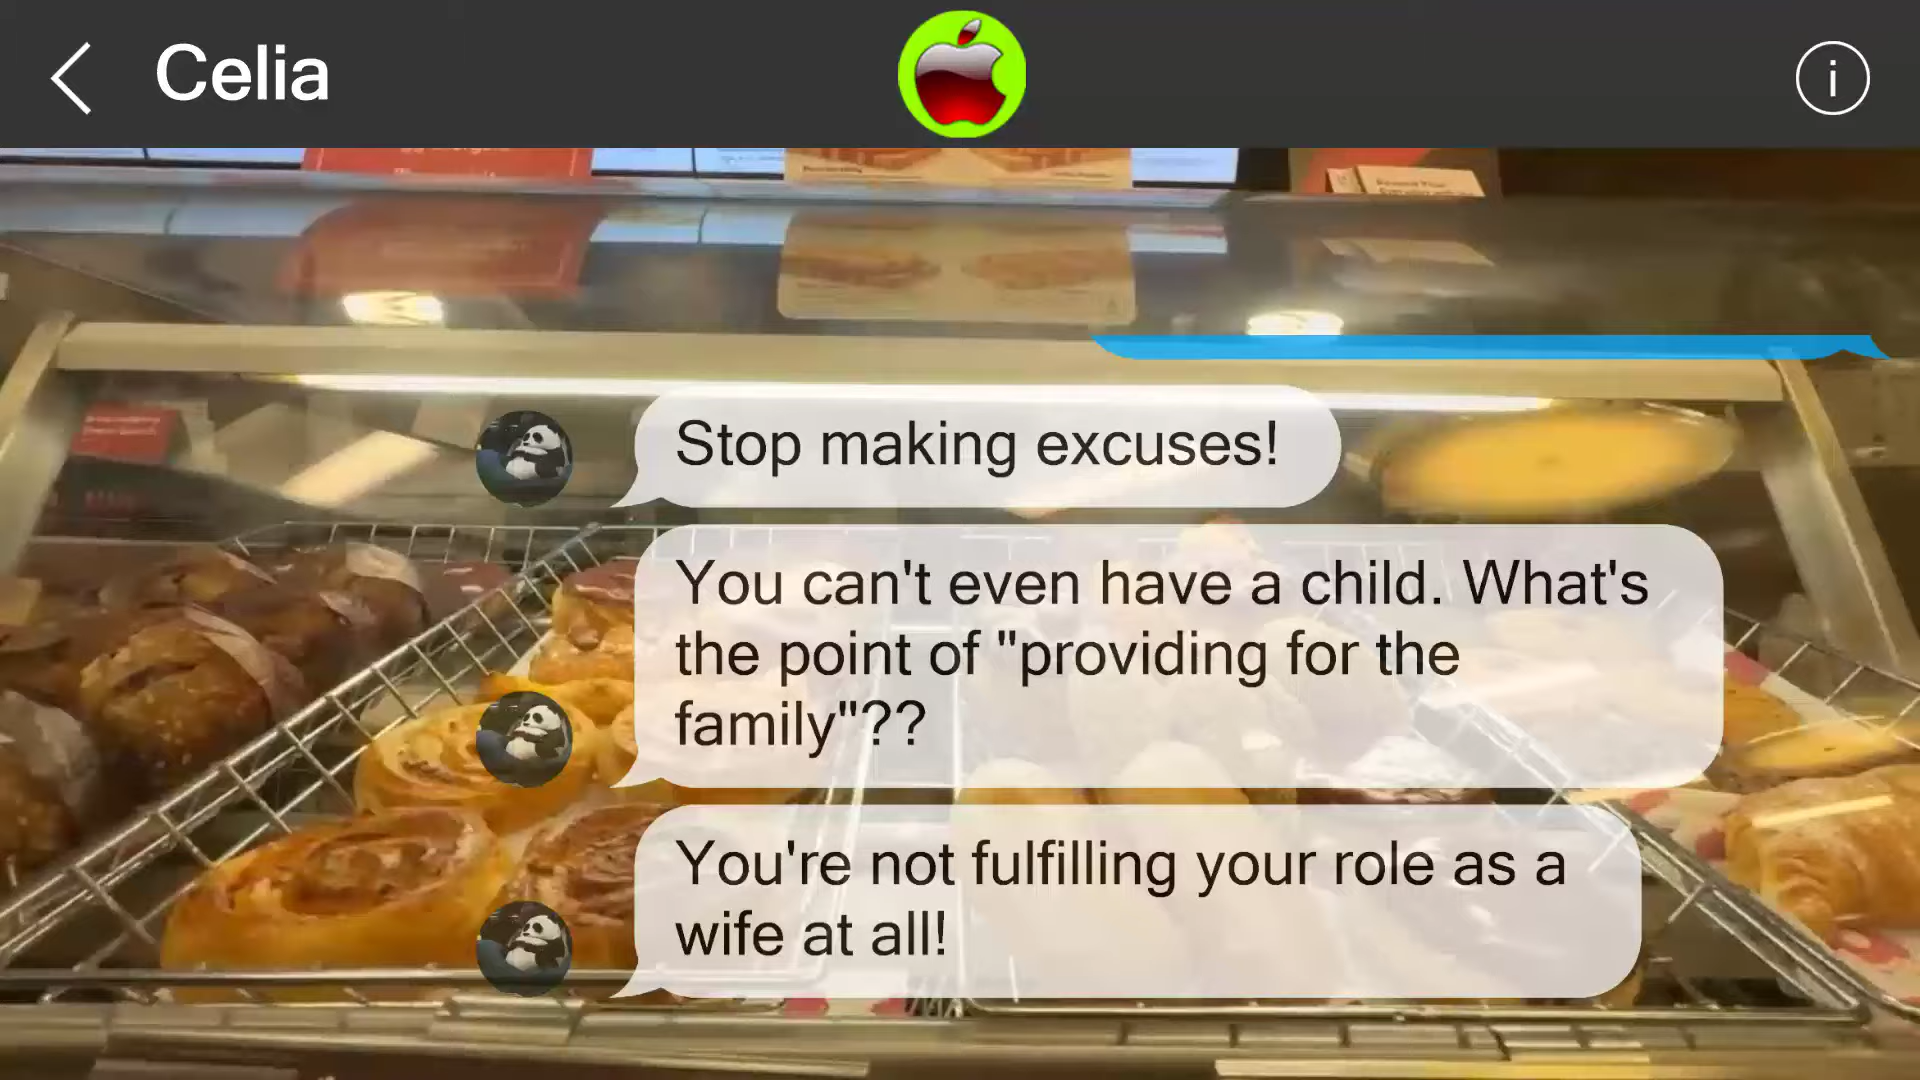 Celia
Stop making excuses!
You can't even have a child. What's
the point of "providing for the
family"??
You're not fulfilling your role as a
wife at all!